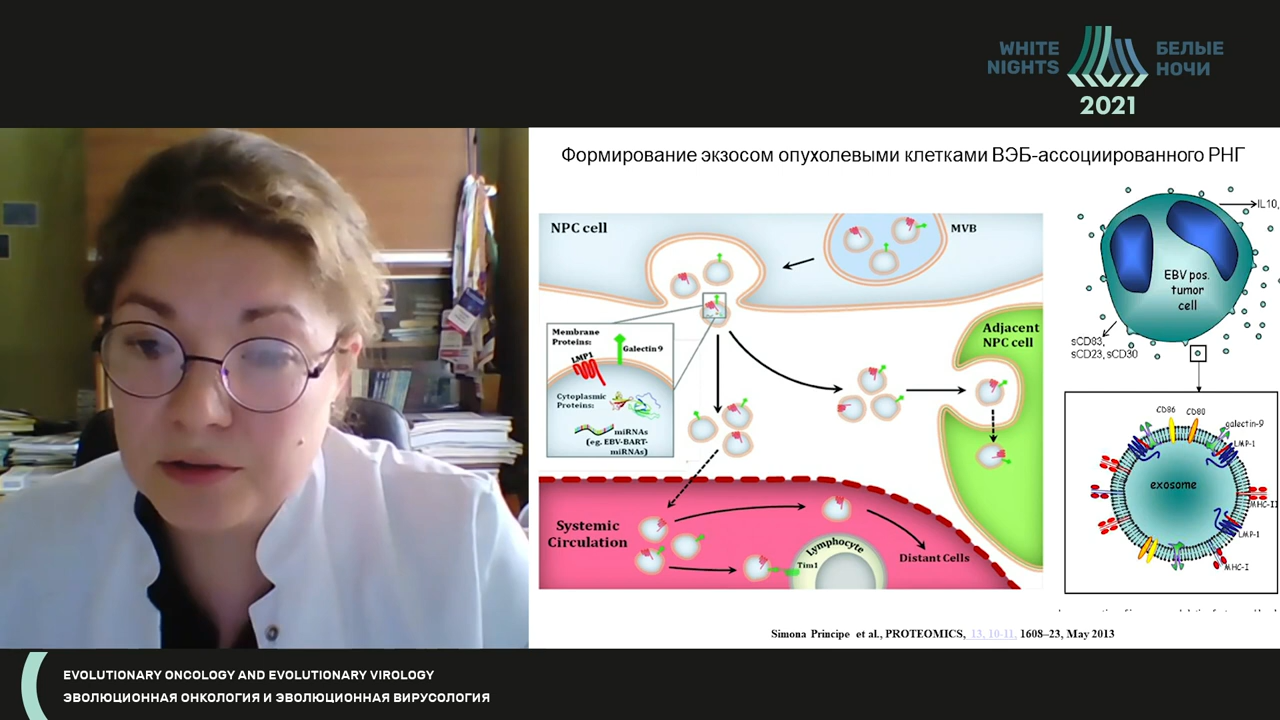 WHITE
NIGHTS
БЕЛЫЕ
НОЧИ
2021
Формирование экзосом опухолевыми клетками ВЭБ-ассоциированного РНГ
NPC cell
MVB
Membrane
Proteins:
Galectin 9
LMP1
Cytoplasmic
Proteins:
miRNAs
(eg. EBV-BART-
miRNAs)
Adjacent
NPC cell
Systemic
Circulation
Lymphocyte
Tim1
Distant Cells
IL10,
EBV pos.
tumor
cell
sCD83,
sCD23, sCD30
CD86
CD80
galectin-9
LMP-1
exosome
MHC-II
LMP-1
MHC-I
Simona Principe et al., PROTEOMICS, 13, 10-11, 1608–23, May 2013
EVOLUTIONARY ONCOLOGY AND EVOLUTIONARY VIROLOGY
ЭВОЛЮЦИОННАЯ ОНКОЛОГИЯ И ЭВОЛЮЦИОННАЯ ВИРУСОЛОГИЯ